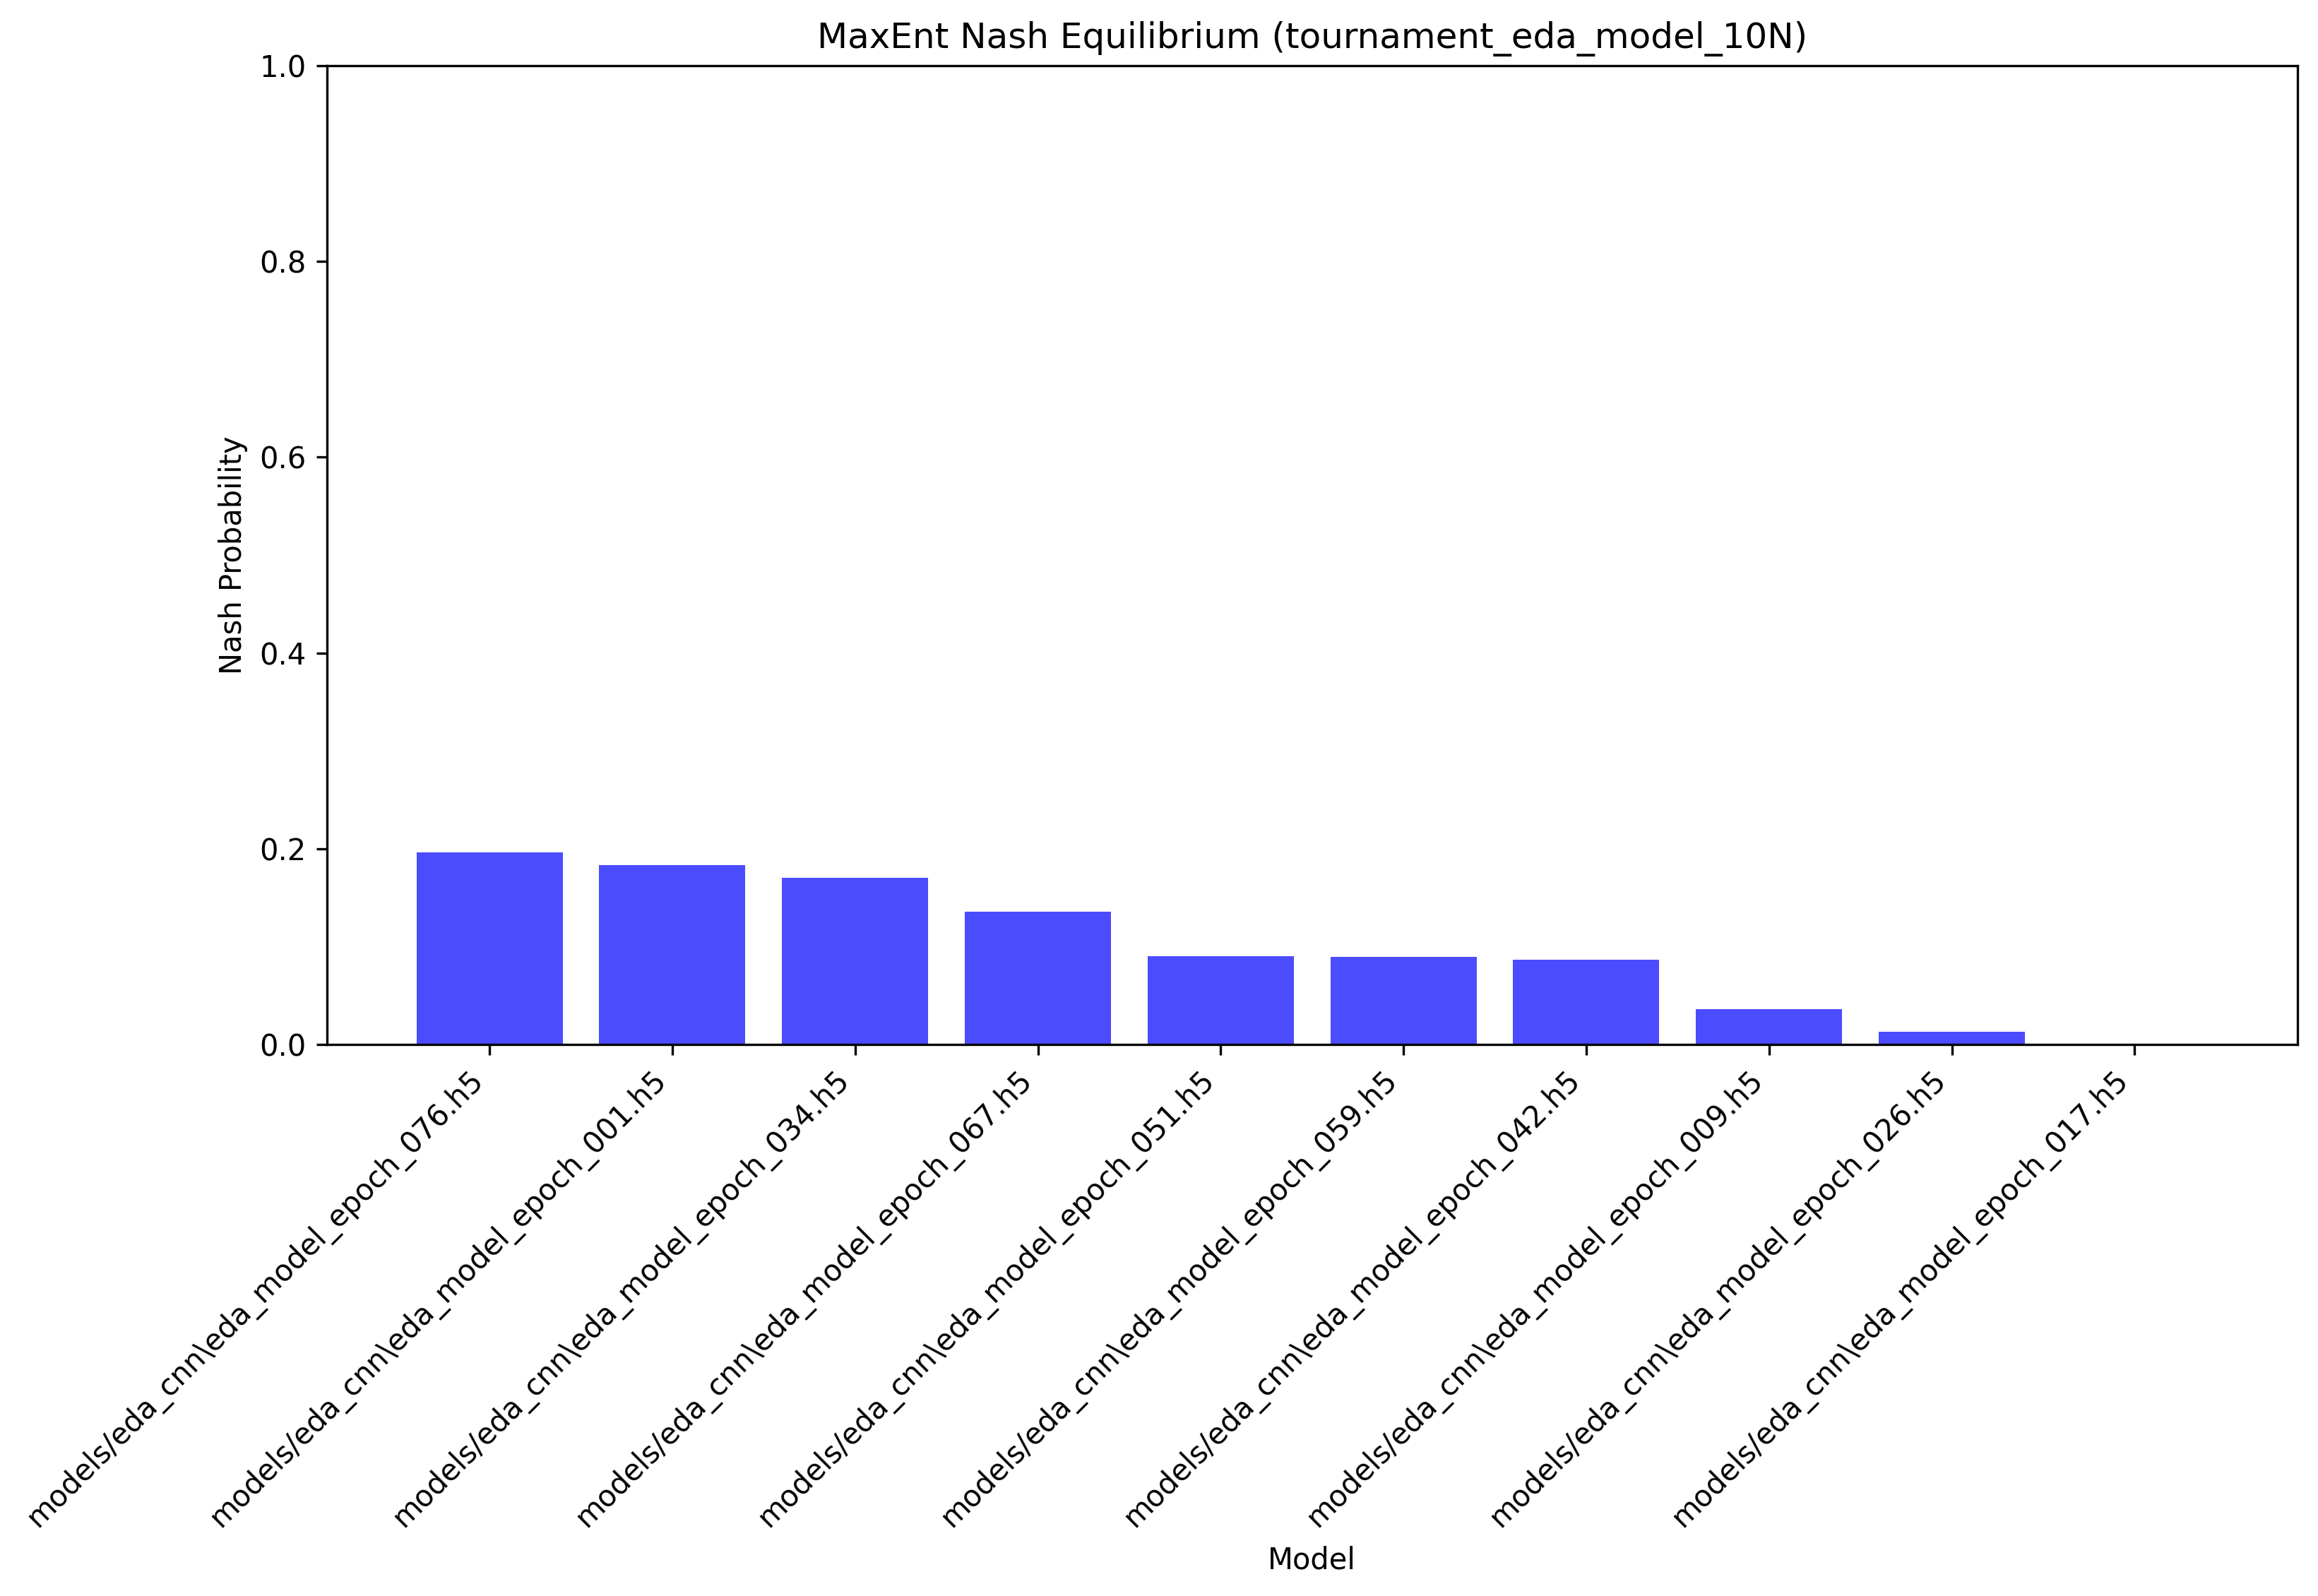 MaxEnt Nash Equilibrium (tournament_eda_model_10N)
Nash Probability
1.0
0.8
0.6
0.4
0.2
0.0
models/eda_cnn\eda_model_epoch_076.h5
models/eda_cnn\eda_model_epoch_001.h5
models/eda_cnn\eda_model_epoch_034.h5
models/eda_cnn\eda_model_epoch_067.h5
models/eda_cnn\eda_model_epoch_051.h5
models/eda_cnn\eda_model_epoch_059.h5
models/eda_cnn\eda_model_epoch_042.h5
models/eda_cnn\eda_model_epoch_009.h5
models/eda_cnn\eda_model_epoch_026.h5
models/eda_cnn\eda_model_epoch_017.h5
Model